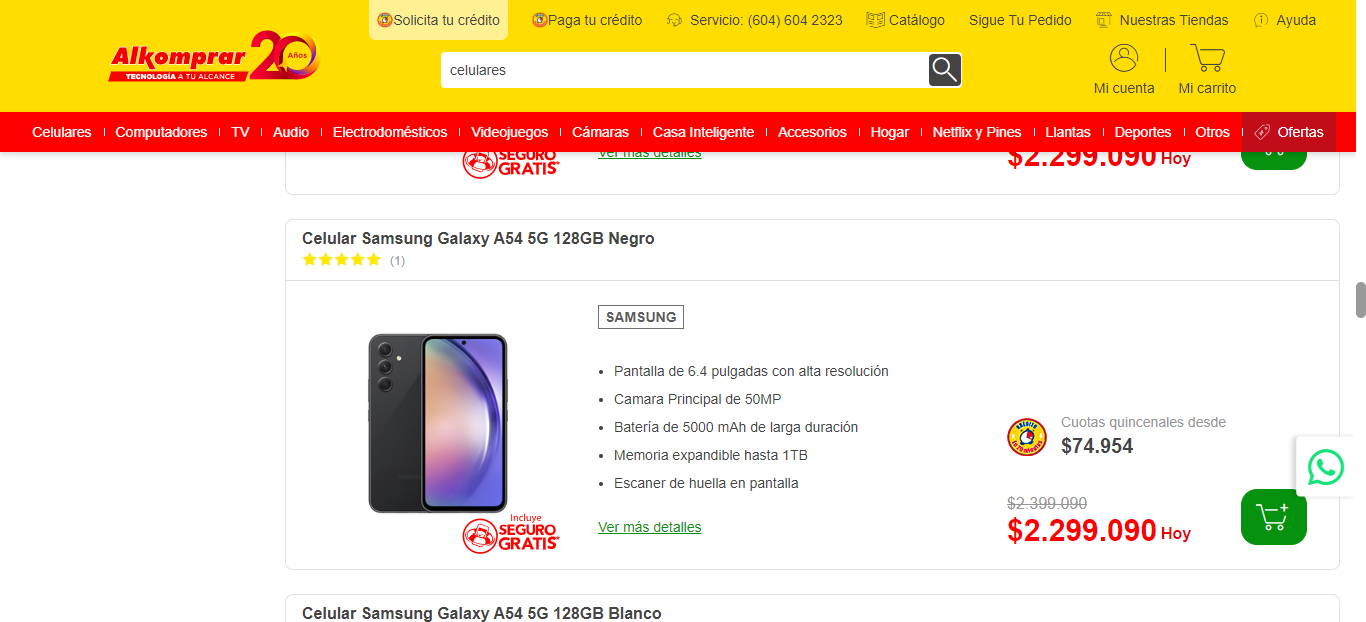 Solicita tu crédito
Paga tu crédito
Servicio: (604) 604 2323
Catálogo
Sigue Tu Pedido
Nuestras Tiendas
Ayuda
Alkomprar 20 Años
TECNOLOGÍA A TU ALCANCE
celulares
Mi cuenta
Mi carrito
Celulares
Computadores
TV
Audio
Electrodomésticos
Videojuegos
Cámaras
Casa Inteligente
Accesorios
Hogar
Netflix y Pines
Llantas
Deportes
Otros
Ofertas
SEGURO
GRATIS*
Ver más detalles
$2.299.090 Hoy
Celular Samsung Galaxy A54 5G 128GB Negro
(1)
SAMSUNG
Pantalla de 6.4 pulgadas con alta resolución
Camara Principal de 50MP
Batería de 5000 mAh de larga duración
Memoria expandible hasta 1TB
Escaner de huella en pantalla
Incluye
SEGURO
GRATIS*
Ver más detalles
Cuotas quincenales desde
$74.954
$2.399.090
$2.299.090 Hoy
Celular Samsung Galaxy A54 5G 128GB Blanco